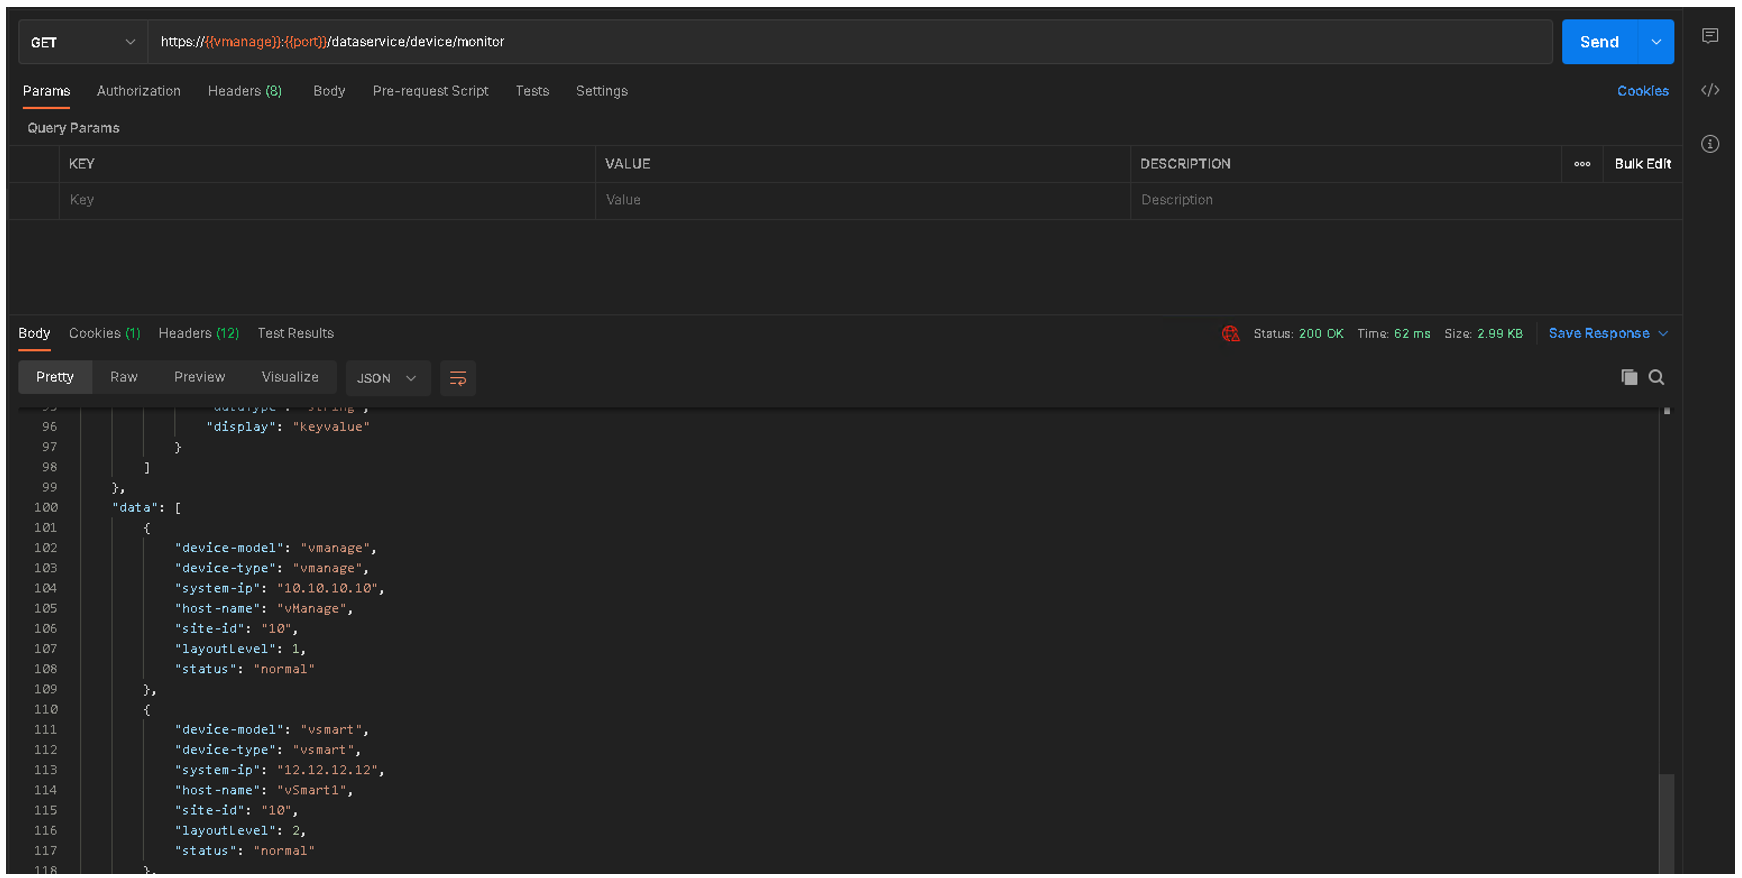 GET https://{{vmanage}}:{{port}}/dataservice/device/monitor Send
Params Authorization Headers (8) Body Pre-request Script Tests Settings Cookies
Query Params
KEY VALUE DESCRIPTION ooo Bulk Edit
Key Value Description
Body Cookies (1) Headers (12) Test Results Status: 200 OK Time: 62 ms Size: 2.99 KB Save Response
Pretty Raw Preview Visualize JSON
95 "dataType": "string",
96 "display": "keyvalue"
97 }
98 ]
99 },
100 "data": [
101 {
102 "device-model": "vmanage",
103 "device-type": "vmanage",
104 "system-ip": "10.10.10.10",
105 "host-name": "vManage",
106 "site-id": "10",
107 "layoutLevel": 1,
108 "status": "normal"
109 },
110 {
111 "device-model": "vsmart",
112 "device-type": "vsmart",
113 "system-ip": "12.12.12.12",
114 "host-name": "vSmart1",
115 "site-id": "10",
116 "layoutLevel": 2,
117 "status": "normal"
118 },